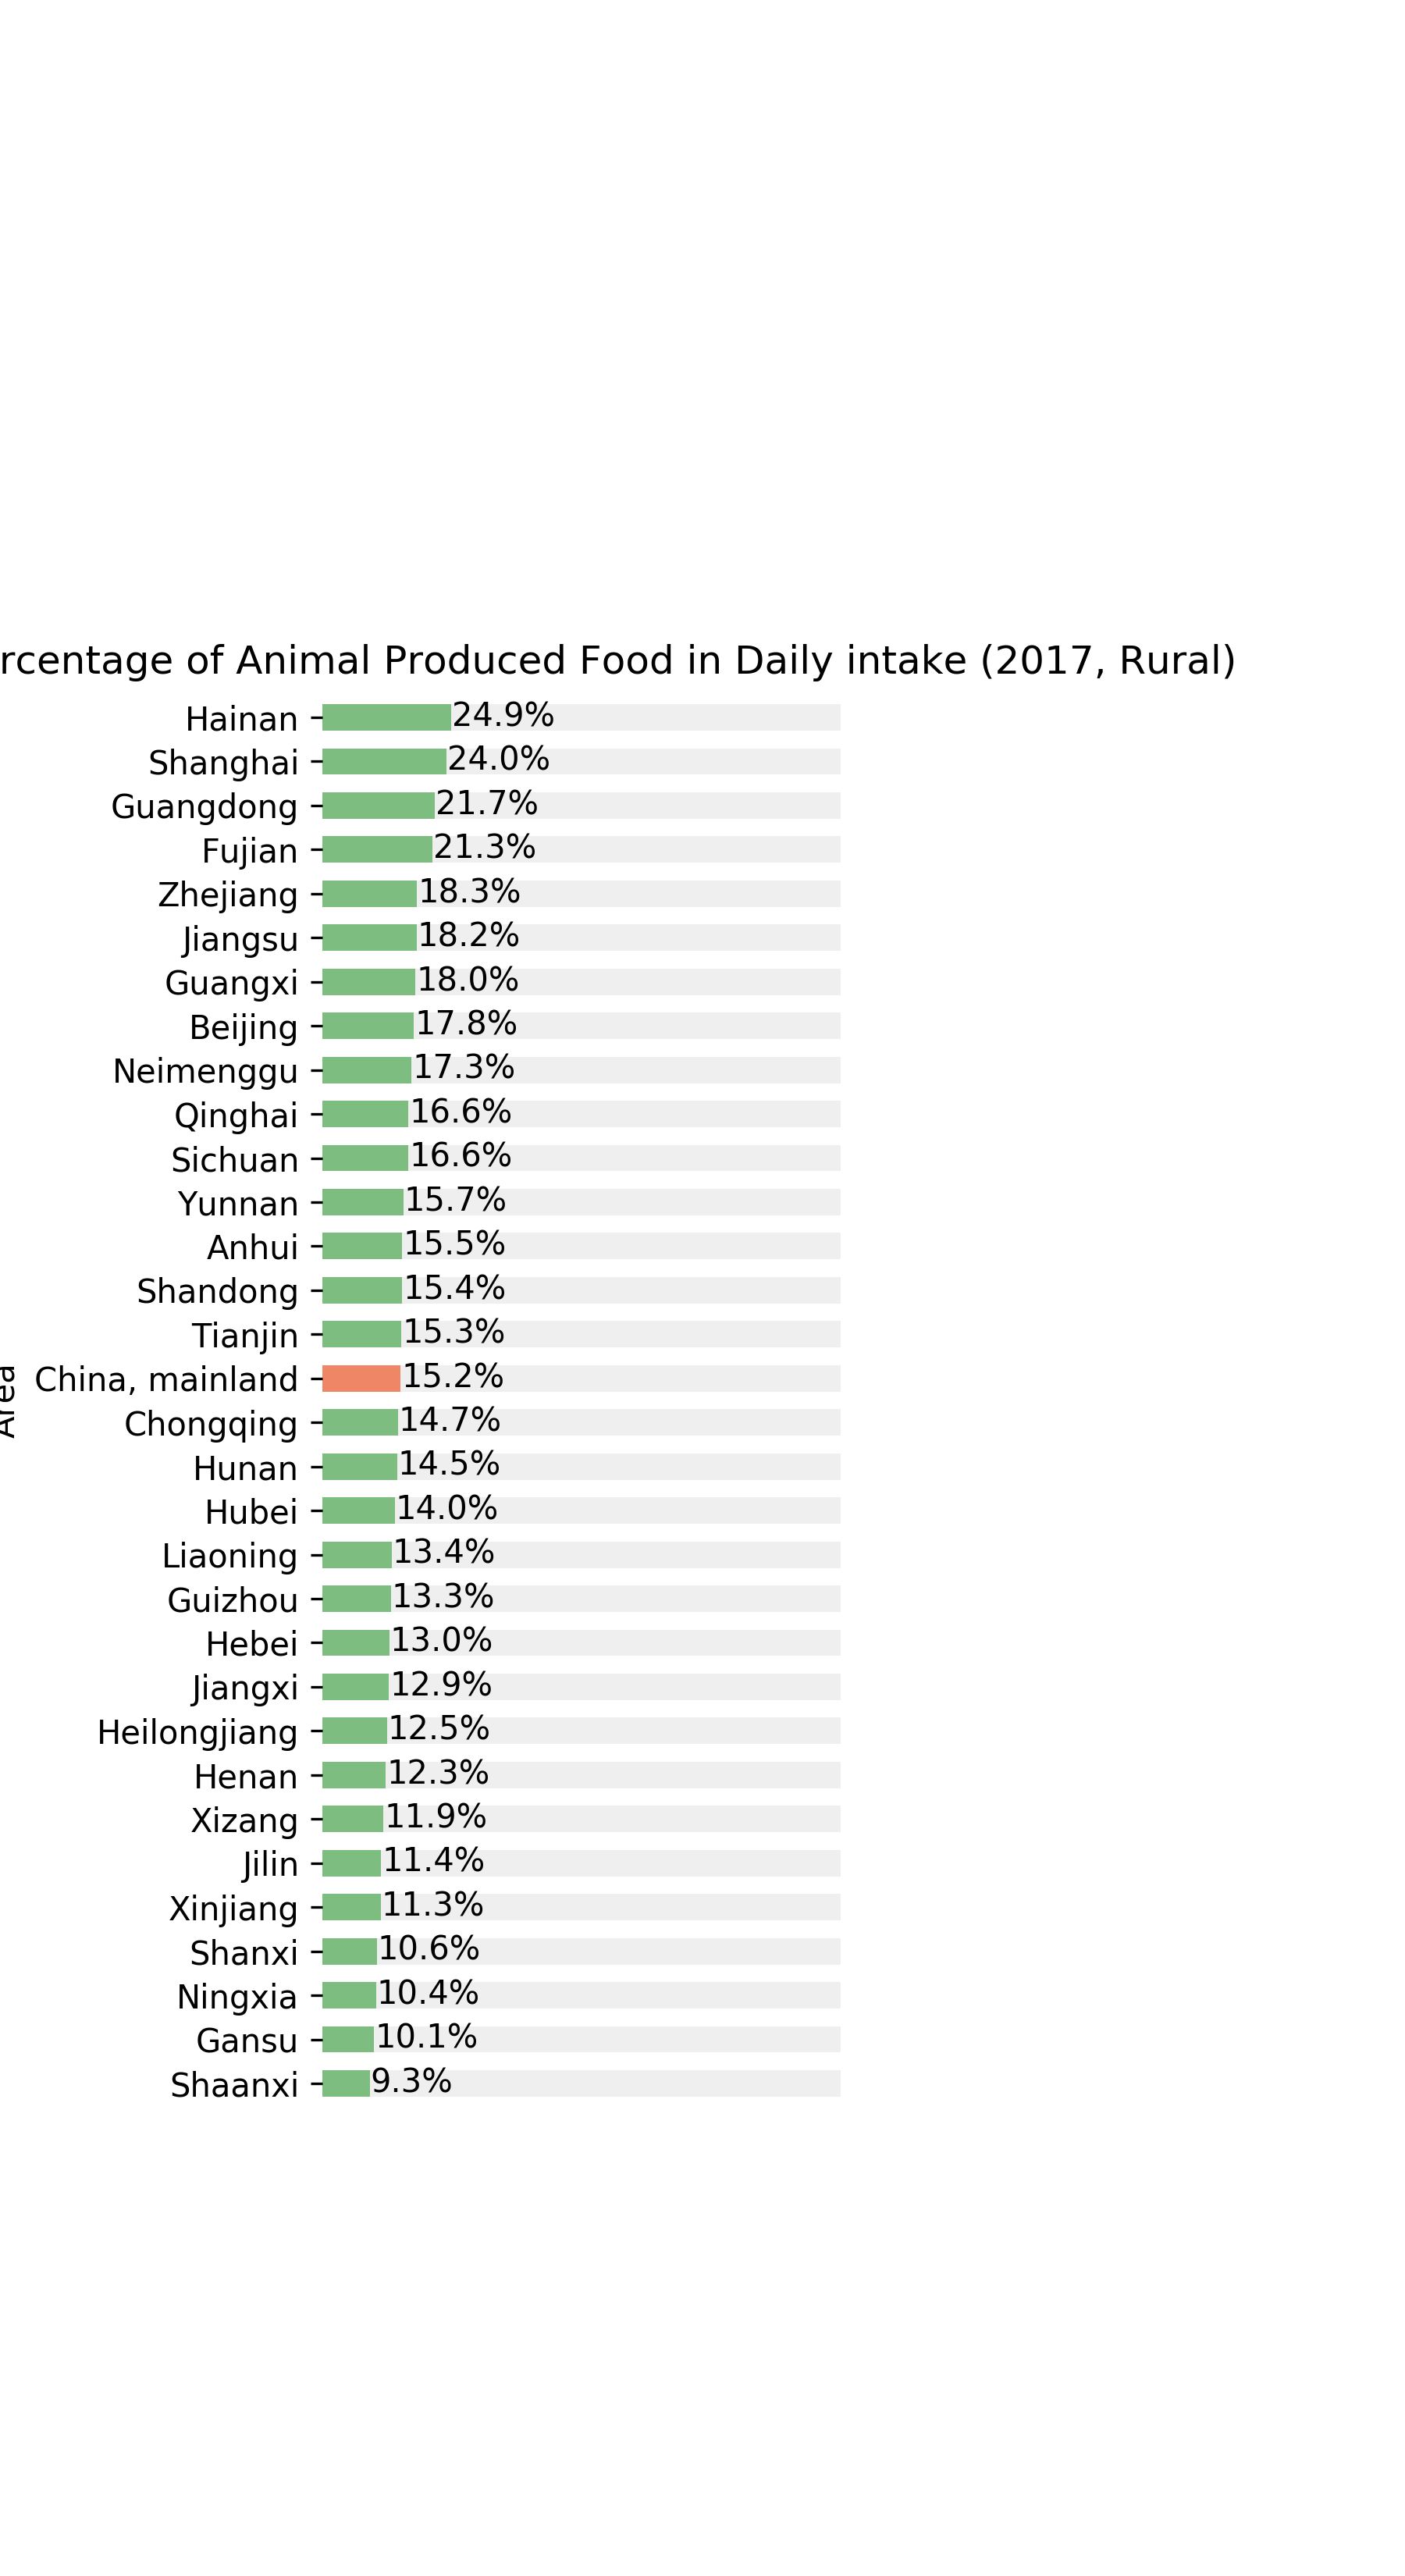 rcentage of Animal Produced Food in Daily intake (2017, Rural)
Hainan 24.9%
Shanghai 24.0%
Guangdong 21.7%
Fujian 21.3%
Zhejiang 18.3%
Jiangsu 18.2%
Guangxi 18.0%
Beijing 17.8%
Neimenggu 17.3%
Qinghai 16.6%
Sichuan 16.6%
Yunnan 15.7%
Anhui 15.5%
Shandong 15.4%
Tianjin 15.3%
Area
China, mainland 15.2%
Chongqing 14.7%
Hunan 14.5%
Hubei 14.0%
Liaoning 13.4%
Guizhou 13.3%
Hebei 13.0%
Jiangxi 12.9%
Heilongjiang 12.5%
Henan 12.3%
Xizang 11.9%
Jilin 11.4%
Xinjiang 11.3%
Shanxi 10.6%
Ningxia 10.4%
Gansu 10.1%
Shaanxi 9.3%